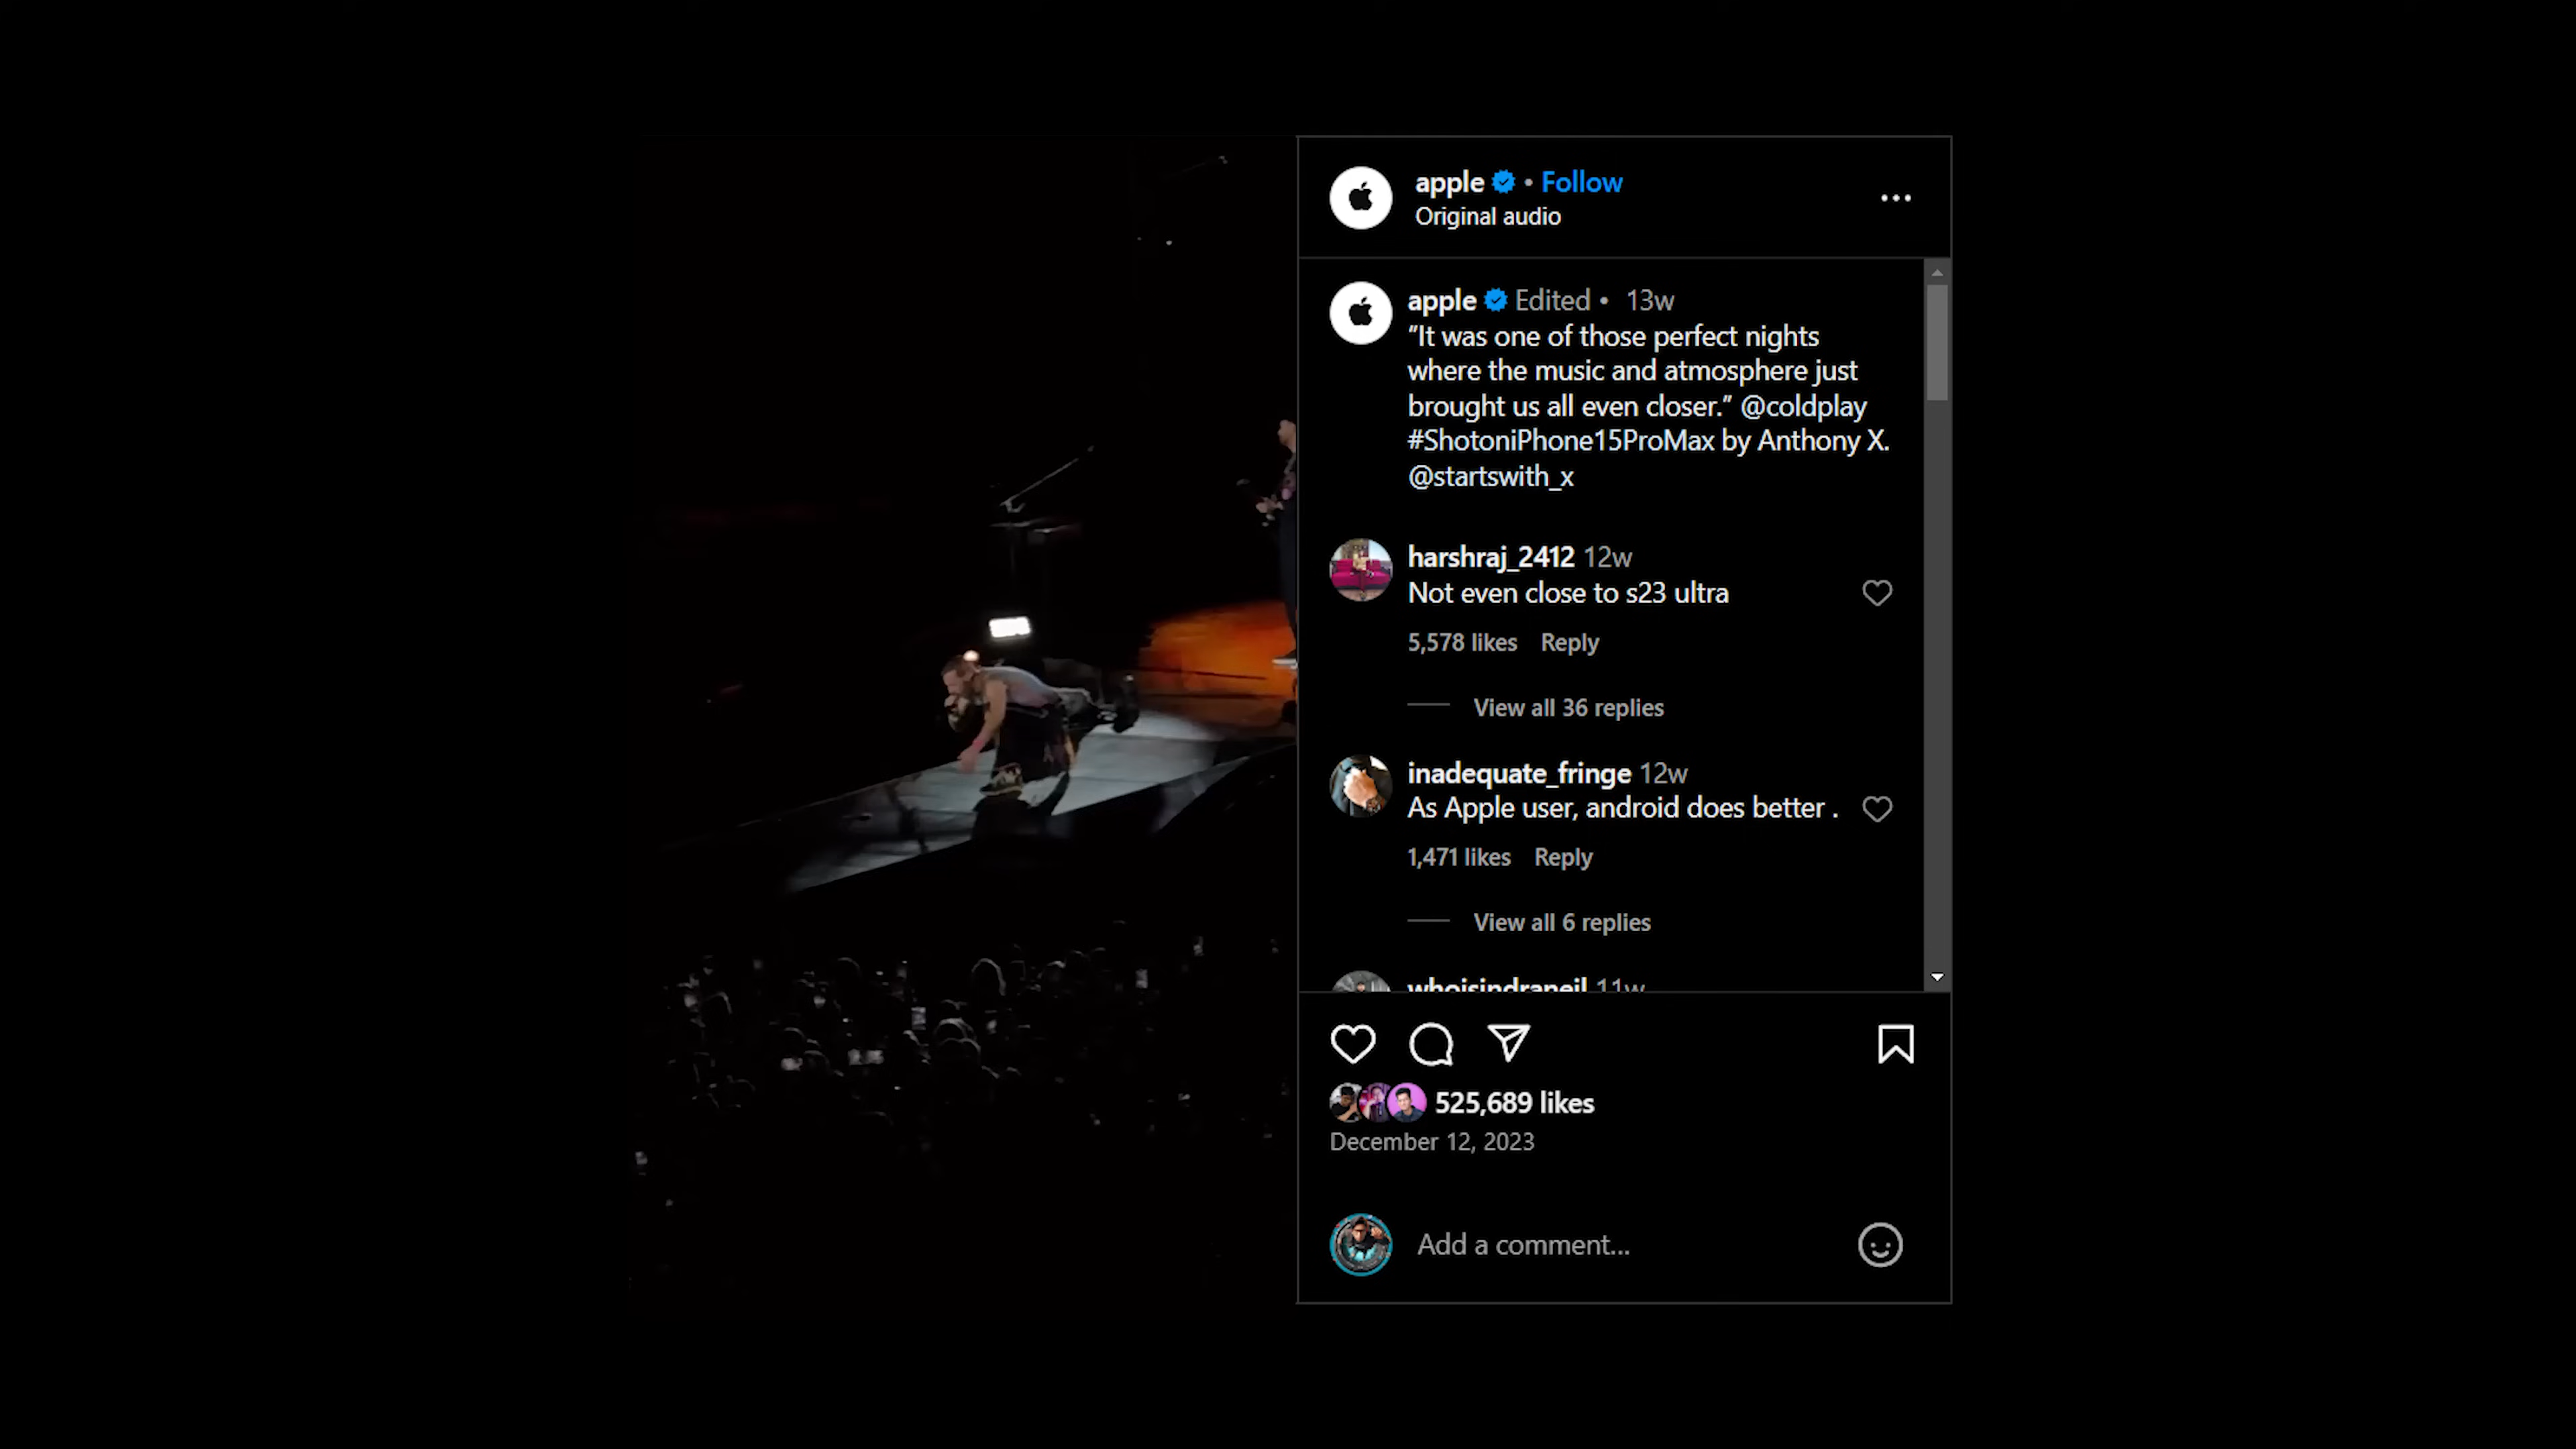 apple • Follow
Original audio
apple Edited • 13w
“It was one of those perfect nights
where the music and atmosphere just
brought us all even closer.” @coldplay
#ShotoniPhone15ProMax by Anthony X.
@startswith_x
harshraj_2412 12w
Not even close to s23 ultra
5,578 likes Reply
View all 36 replies
inadequate_fringe 12w
As Apple user, android does better .
1,471 likes Reply
View all 6 replies
whoisindraneil 11w
525,689 likes
December 12, 2023
Add a comment...